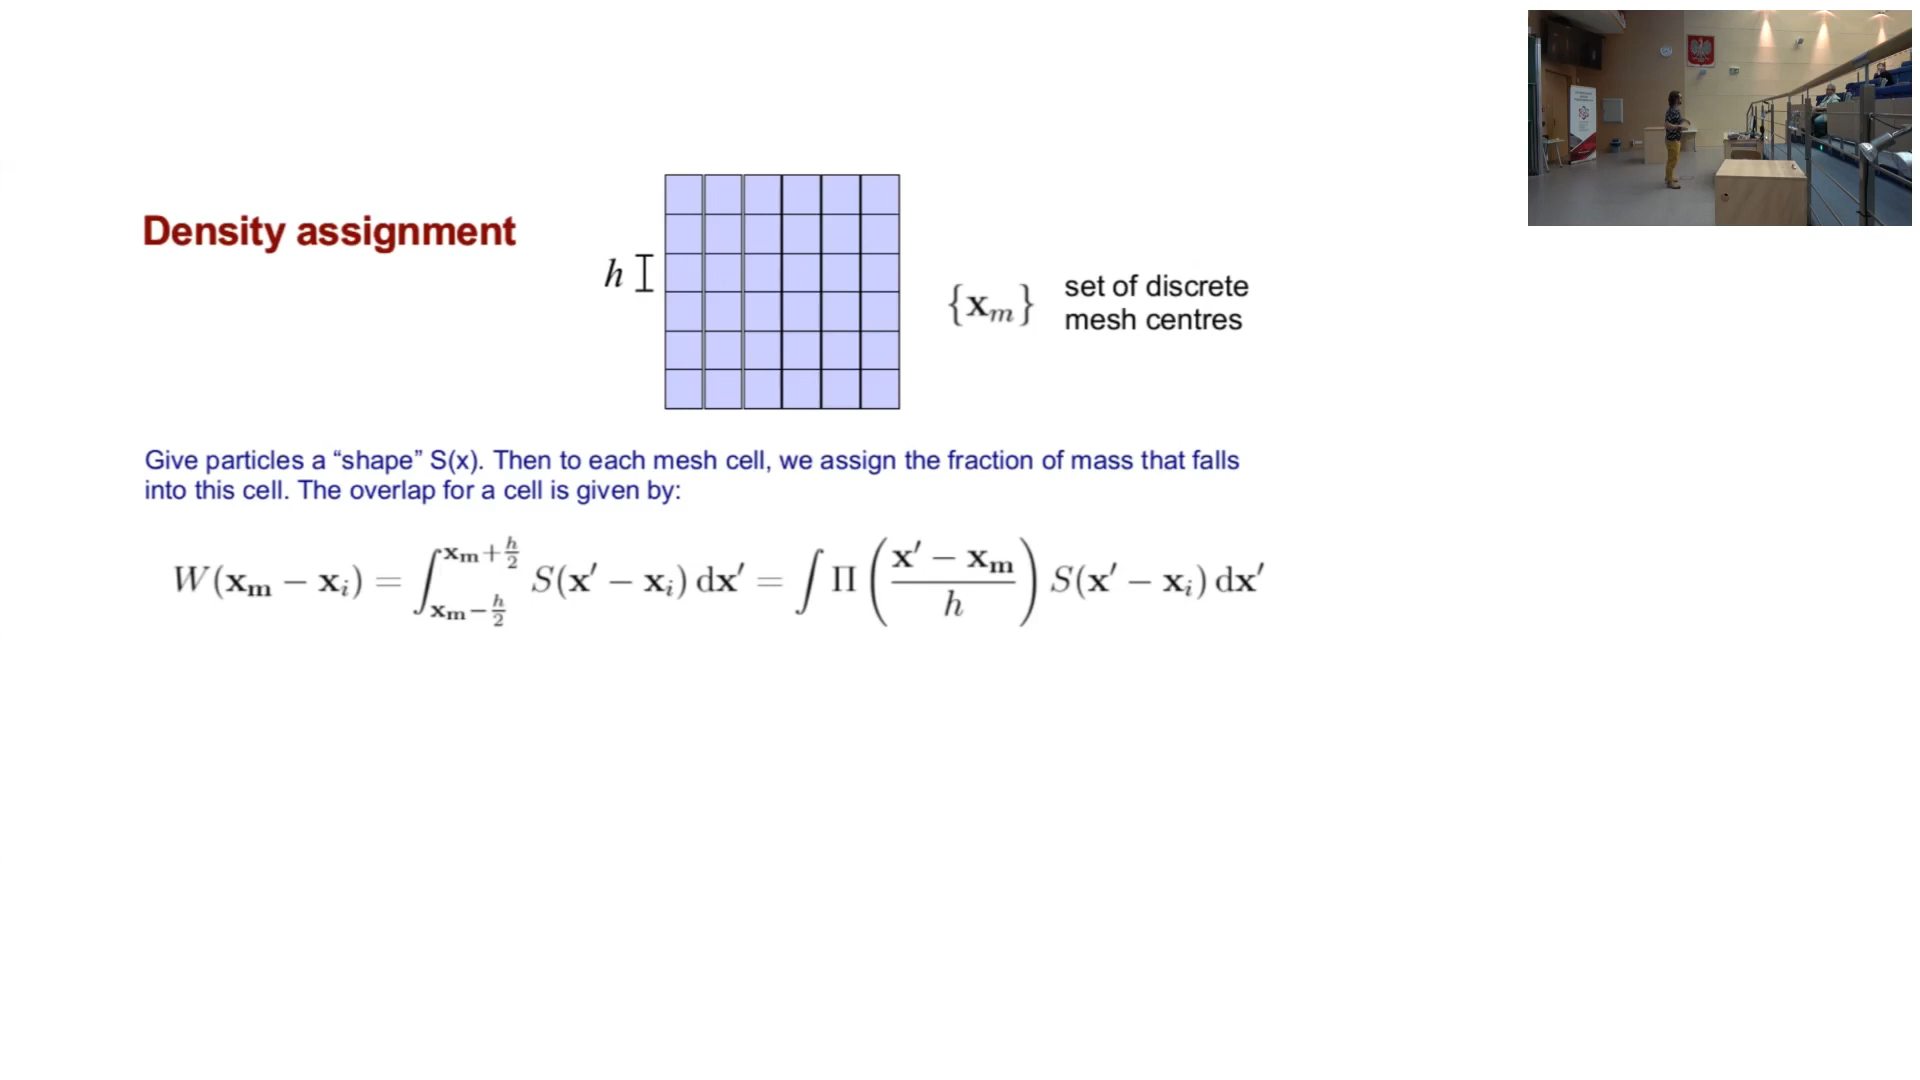 Density assignment
h
{x_m}
set of discrete
mesh centres
Give particles a “shape” S(x). Then to each mesh cell, we assign the fraction of mass that falls
into this cell. The overlap for a cell is given by:
W(x_m − x_i) = ∫_{x_m − h/2}^{x_m + h/2} S(x′ − x_i) dx′ = ∫ Π((x′ − x_m)/h) S(x′ − x_i) dx′